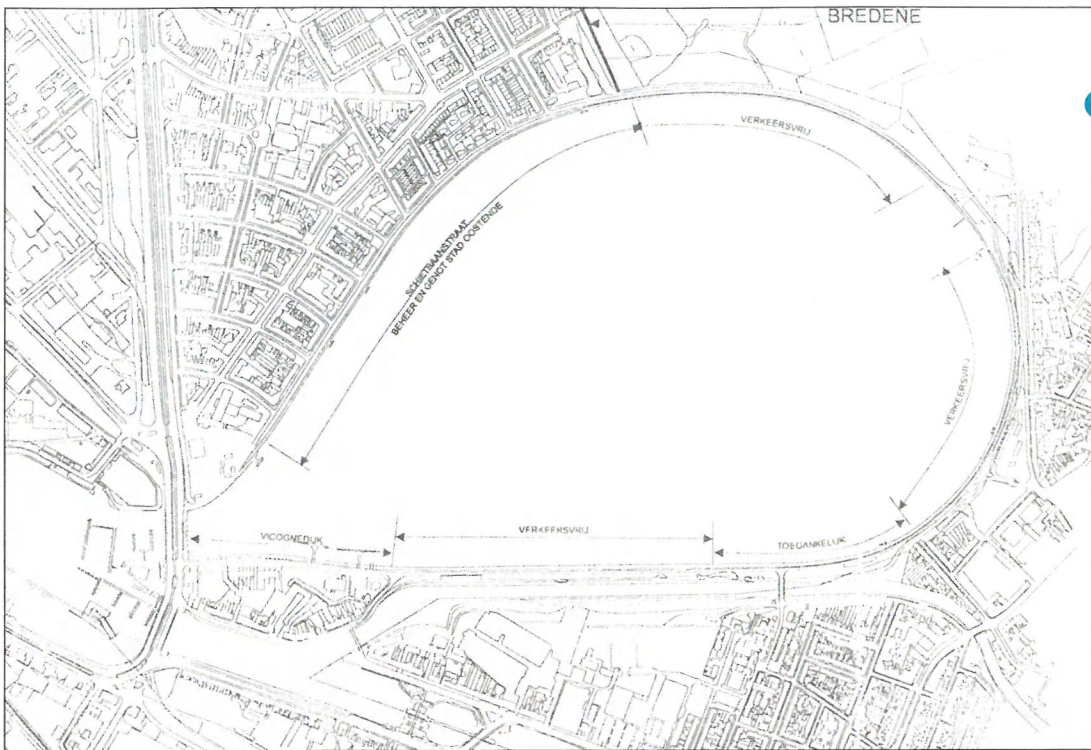 BREDENE
VERKEERSVRIJ
SCHIETBAANSTRAAT
BEHEER EN GENOT STAD OOSTENDE
VERKEERSVRIJ
VICOGNEDIJK
VERKEERSVRIJ
TOEGANKELIJK